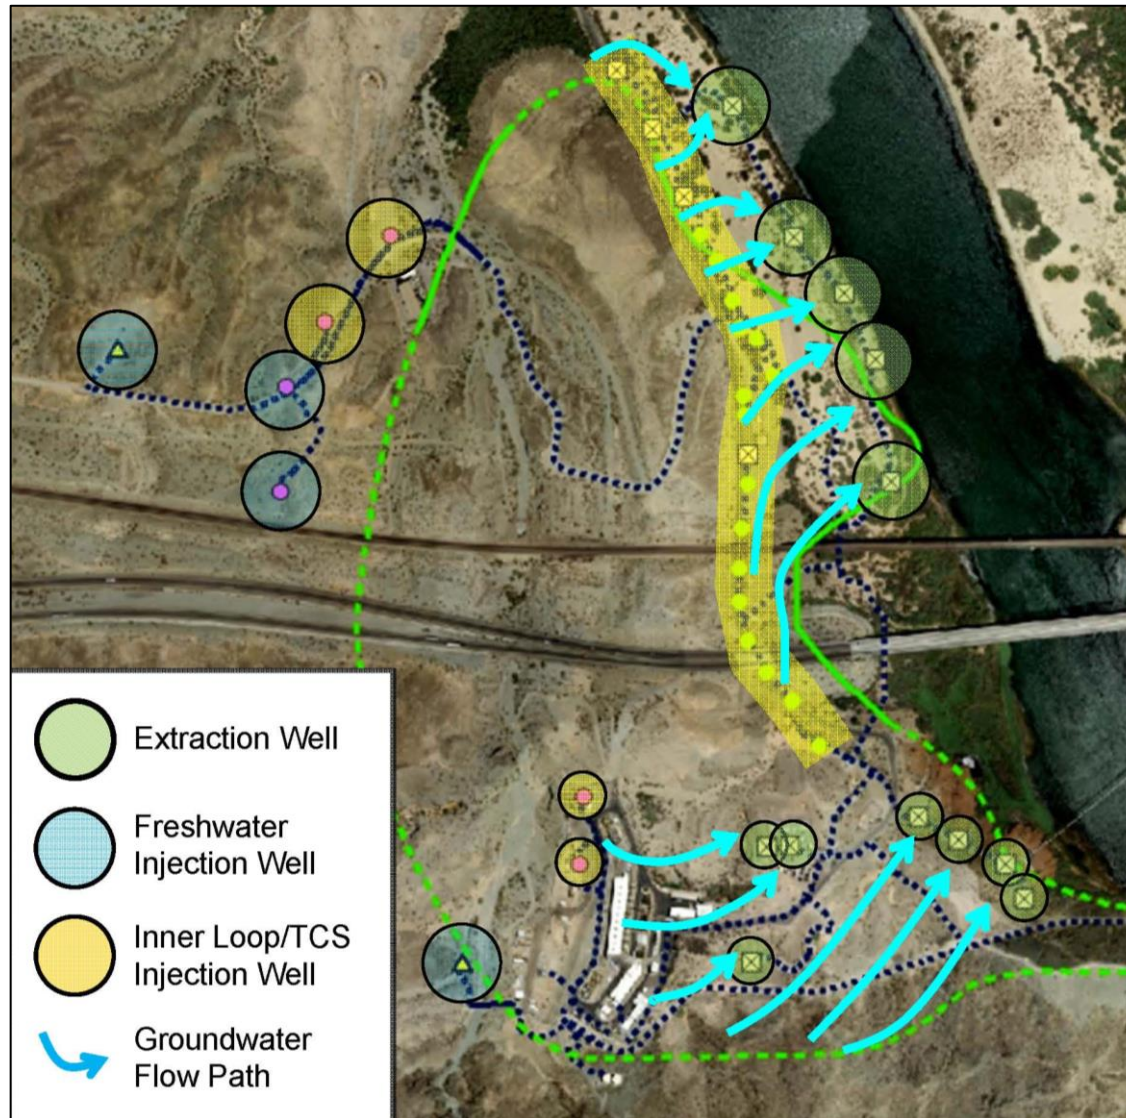 Extraction Well
Freshwater
Injection Well
Inner Loop/TCS
Injection Well
Groundwater
Flow Path